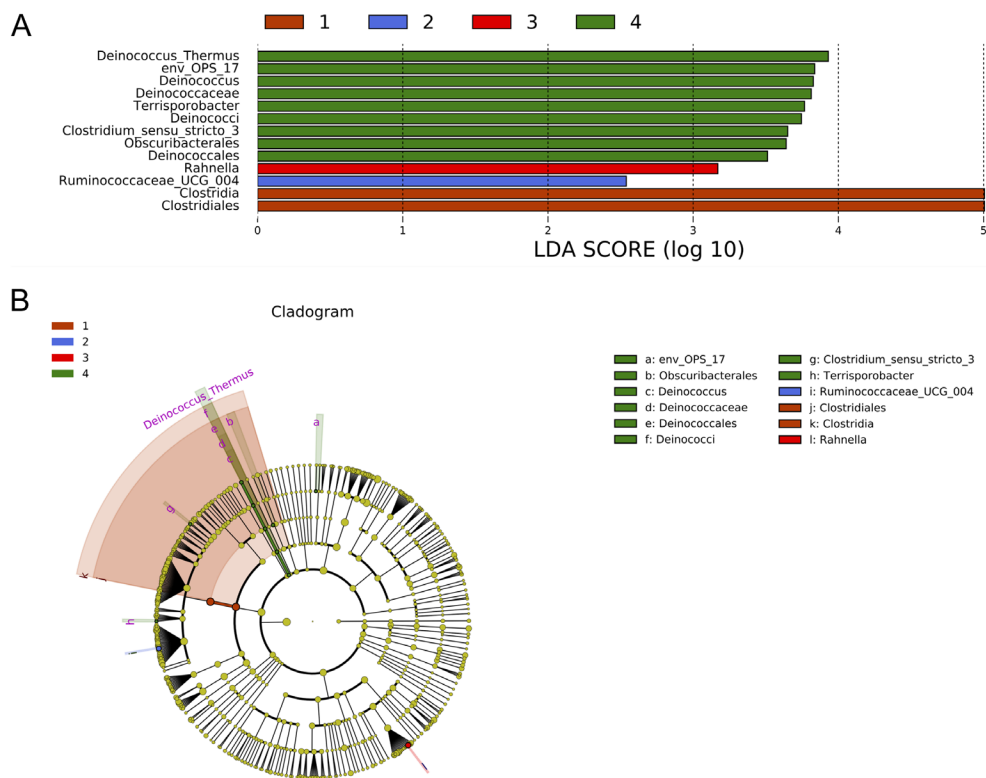 A
1 2 3 4
Deinococcus_Thermus
env_OPS_17
Deinococcus
Deinococcaceae
Terrisporobacter
Deinococci
Clostridium_sensu_stricto_3
Obscuribacterales
Deinococcales
Rahnella
Ruminococcaceae_UCG_004
Clostridia
Clostridiales
0 1 2 3 4 5
LDA SCORE (log 10)
B
Cladogram
1
2
3
4
a: env_OPS_17
b: Obscuribacterales
c: Deinococcus
d: Deinococcaceae
e: Deinococcales
f: Deinococci
g: Clostridium_sensu_stricto_3
h: Terrisporobacter
i: Ruminococcaceae_UCG_004
j: Clostridiales
k: Clostridia
l: Rahnella
Deinococcus_Thermus
f
b
a
e
d
c
g
k
j
h
i
l